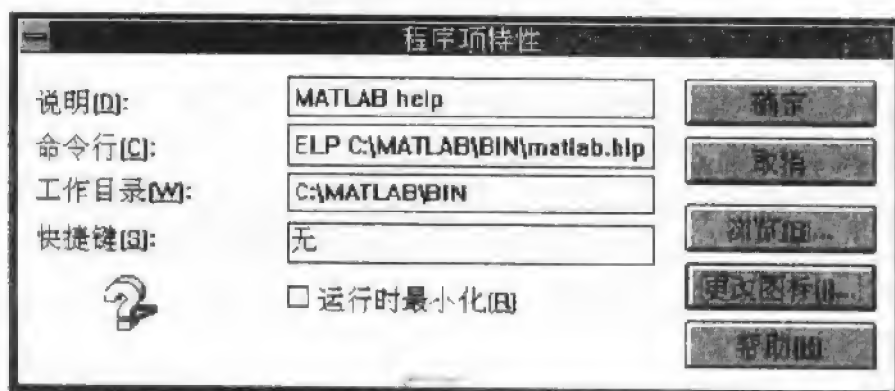 程序项特性
说明(D):
MATLAB help
确定
命令行(C):
ELP C:\MATLAB\BIN\matlab.hlp
取消
工作目录(W):
C:\MATLAB\BIN
浏览(B)...
快捷键(S):
无
更改图标(I)...
运行时最小化(R)
帮助(H)